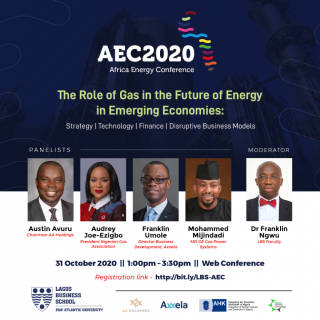 AEC2020
Africa Energy Conference
The Role of Gas in the Future of Energy
in Emerging Economies:
Strategy | Technology | Finance | Disruptive Business Models
PANELISTS
MODERATOR
Austin Avuru
Chairman AA Holdings
Audrey
Joe-Ezigbo
President Nigerian Gas
Association
Franklin
Umole
Director Business
Development, Axxela
Mohammed
Mijindadi
MD GE Gas Power
Systems
Dr Franklin
Ngwu
LBS Faculty
31 October 2020 || 1:00pm – 3:30pm || Web Conference
Registration link - http://bit.ly/LBS-AEC
LAGOS
BUSINESS
SCHOOL
PAN-ATLANTIC UNIVERSITY
AA HOLDINGS
Axxela
AHK